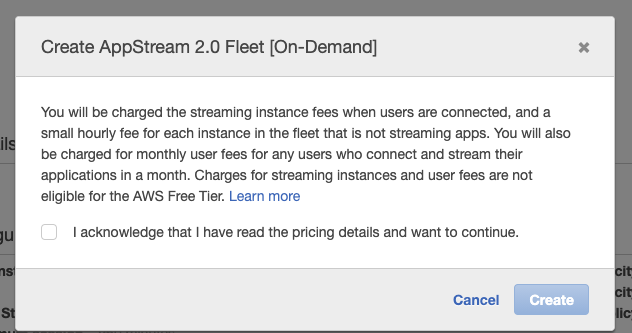 Create AppStream 2.0 Fleet [On-Demand]
You will be charged the streaming instance fees when users are connected, and a
small hourly fee for each instance in the fleet that is not streaming apps. You will also
be charged for monthly user fees for any users who connect and stream their
applications in a month. Charges for streaming instances and user fees are not
eligible for the AWS Free Tier. Learn more
I acknowledge that I have read the pricing details and want to continue.
Cancel Create